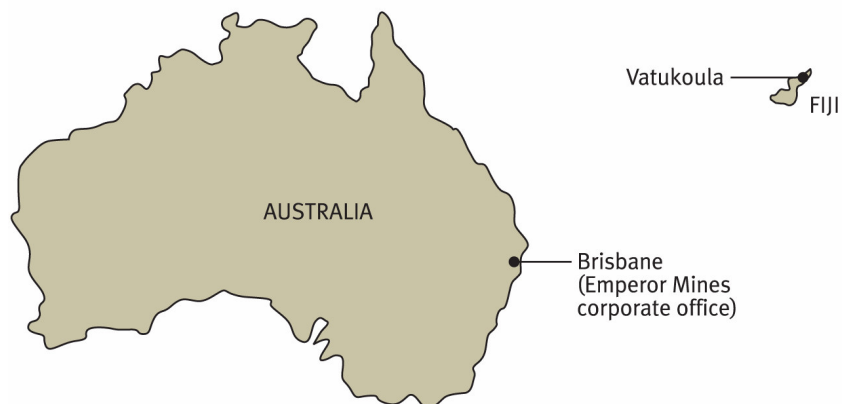 Vatukoula
FIJI
AUSTRALIA
Brisbane
(Emperor Mines
corporate office)